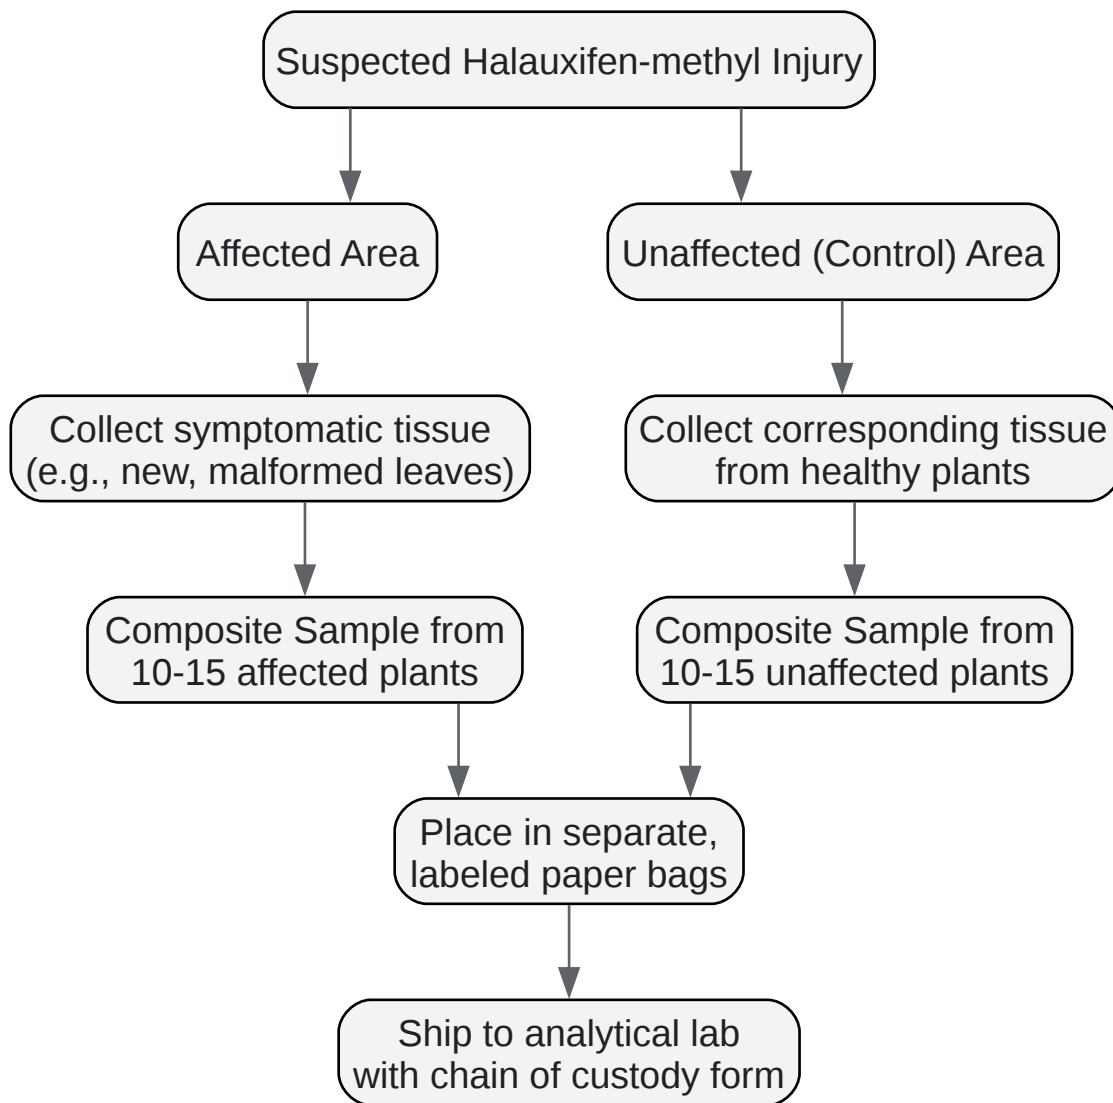 Suspected Halauxifen-methyl Injury
Affected Area
Unaffected (Control) Area
Collect symptomatic tissue
(e.g., new, malformed leaves)
Collect corresponding tissue
from healthy plants
Composite Sample from
10-15 affected plants
Composite Sample from
10-15 unaffected plants
Place in separate,
labeled paper bags
Ship to analytical lab
with chain of custody form